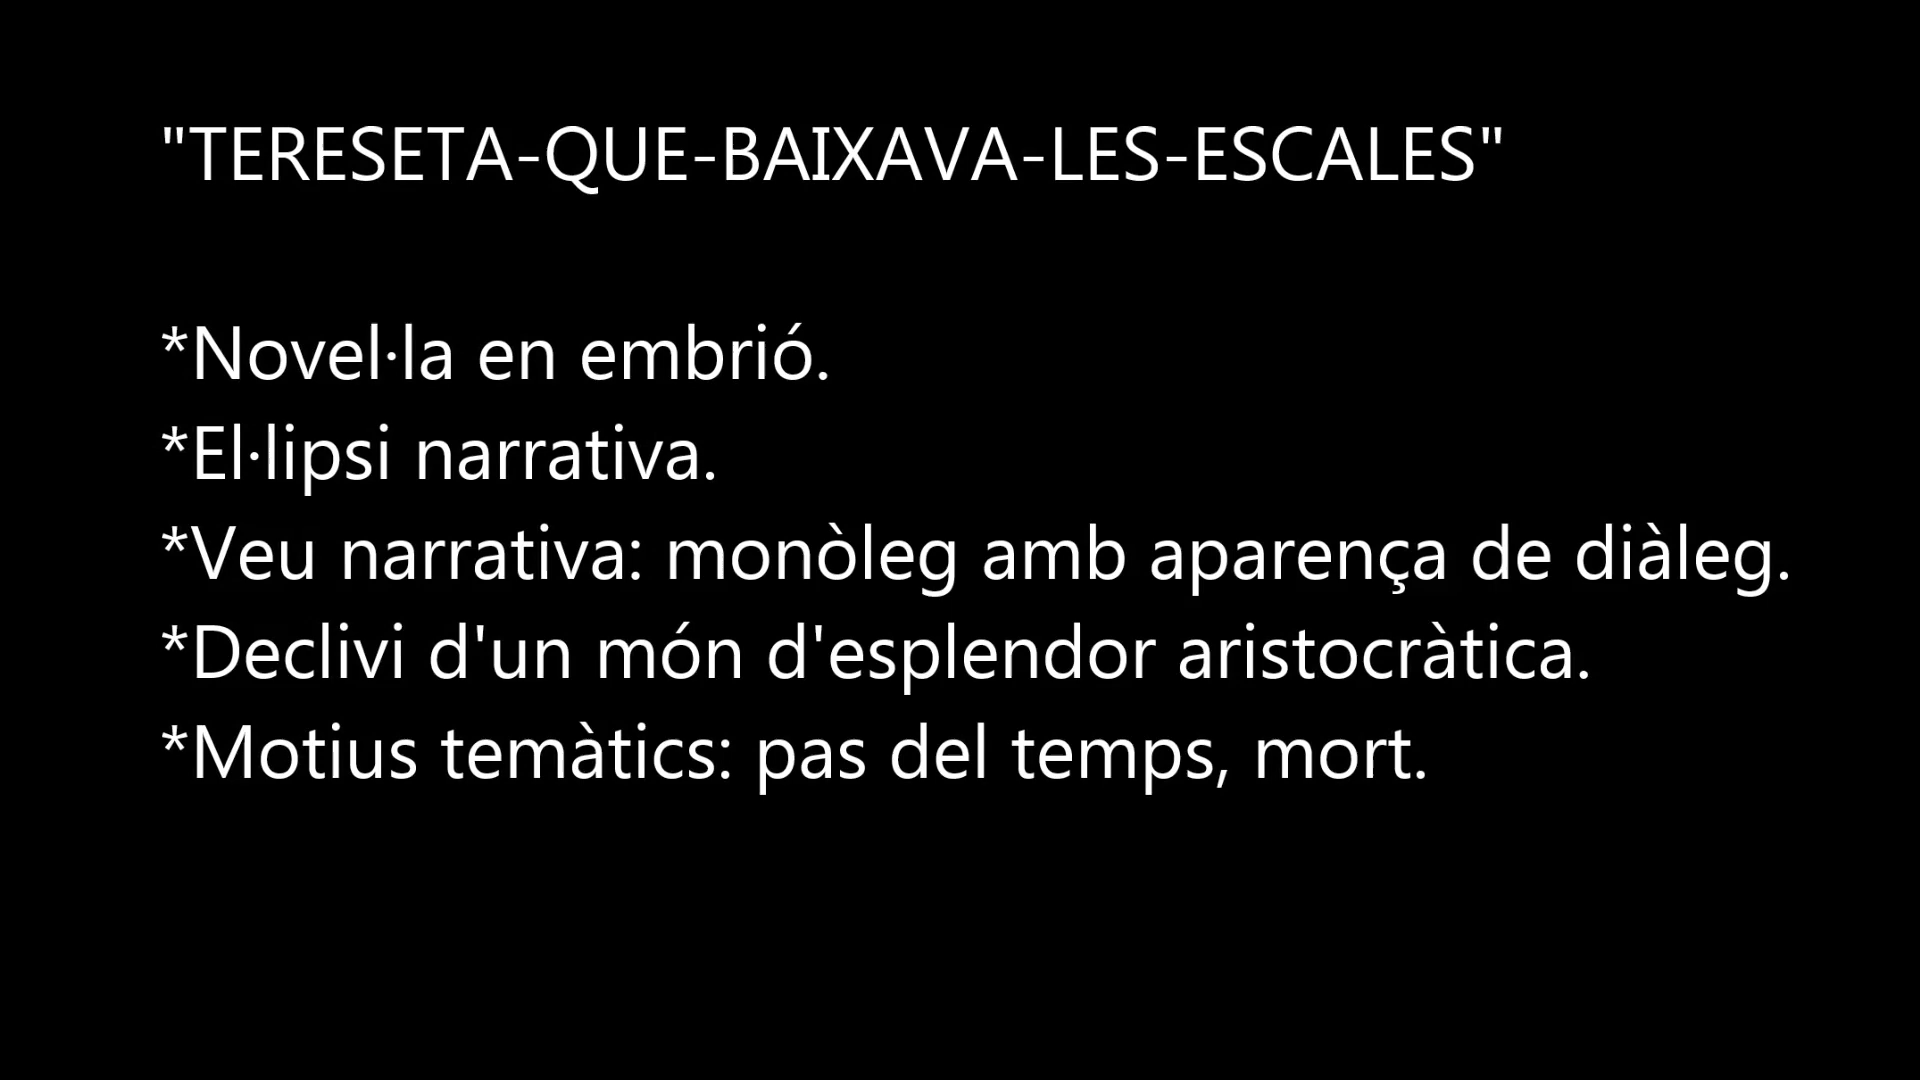 "TERESETA-QUE-BAIXAVA-LES-ESCALES"
*Novel·la en embrió.
*El·lipsi narrativa.
*Veu narrativa: monòleg amb aparença de diàleg.
*Declivi d'un món d'esplendor aristocràtica.
*Motius temàtics: pas del temps, mort.